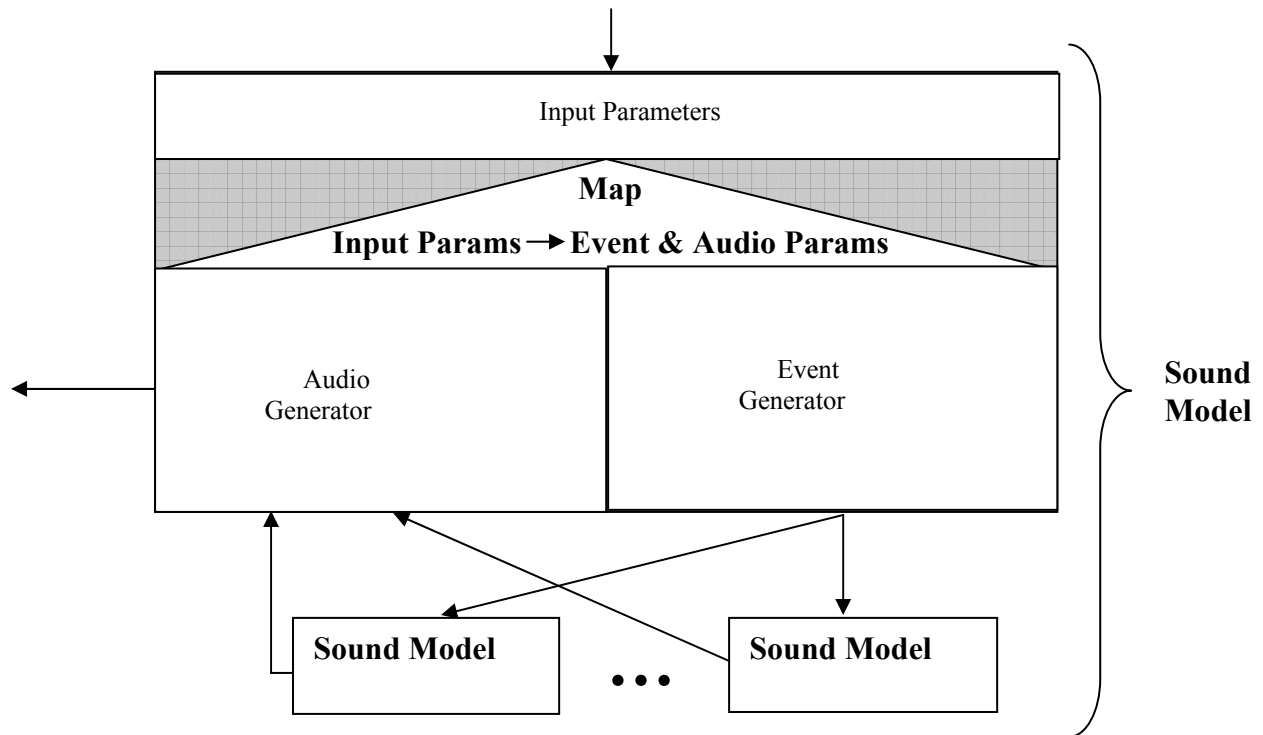 Input Parameters
Map
Input Params → Event & Audio Params
Audio
Generator
Event
Generator
Sound
Model
Sound Model
• • •
Sound Model